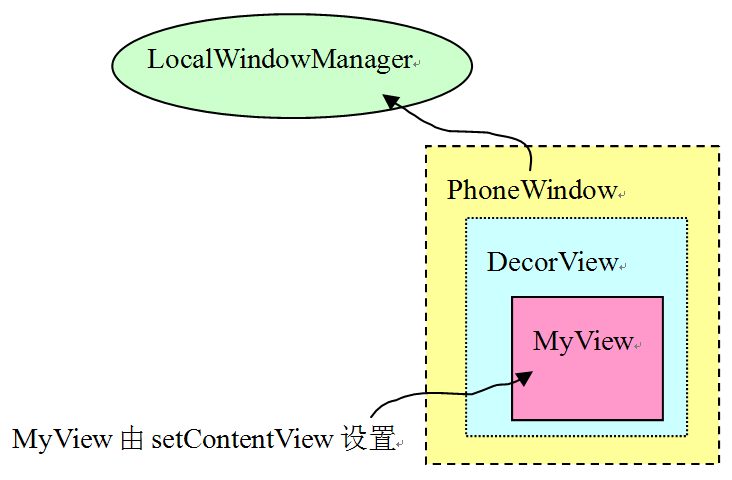 LocalWindowManager
PhoneWindow
DecorView
MyView
MyView 由 setContentView 设置